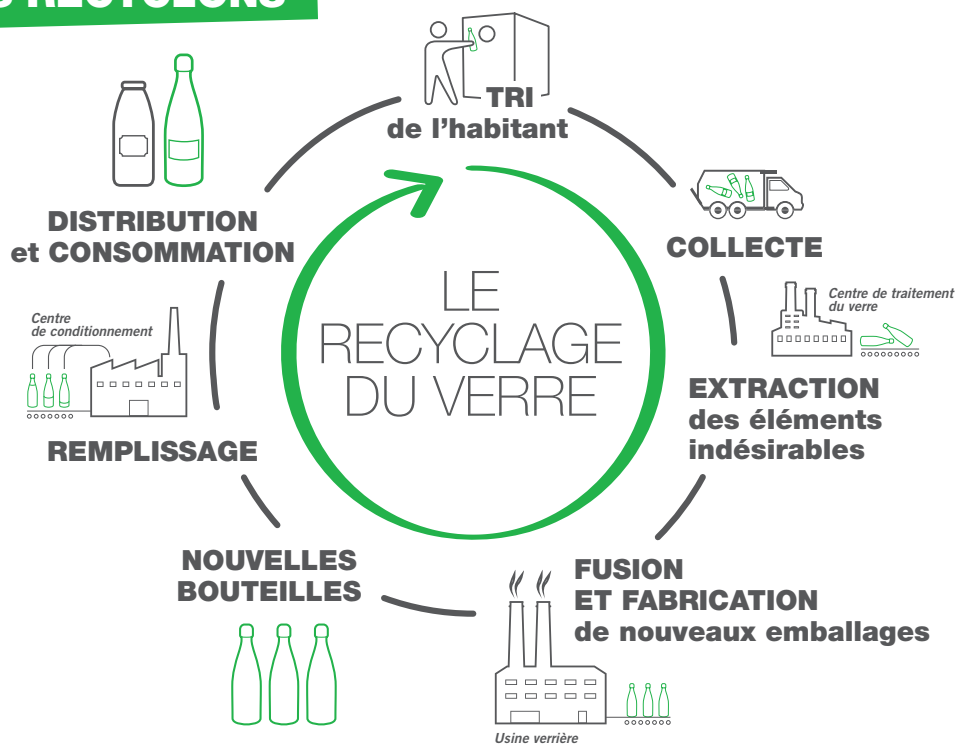 RECYCLONS
TRI
de l'habitant
COLLECTE
Centre de traitement
du verre
EXTRACTION
des éléments
indésirables
FUSION
ET FABRICATION
de nouveaux emballages
Usine verrière
NOUVELLES
BOUTEILLES
REMPLISSAGE
Centre
de conditionnement
DISTRIBUTION
et CONSOMMATION
LE
RECYCLAGE
DU VERRE